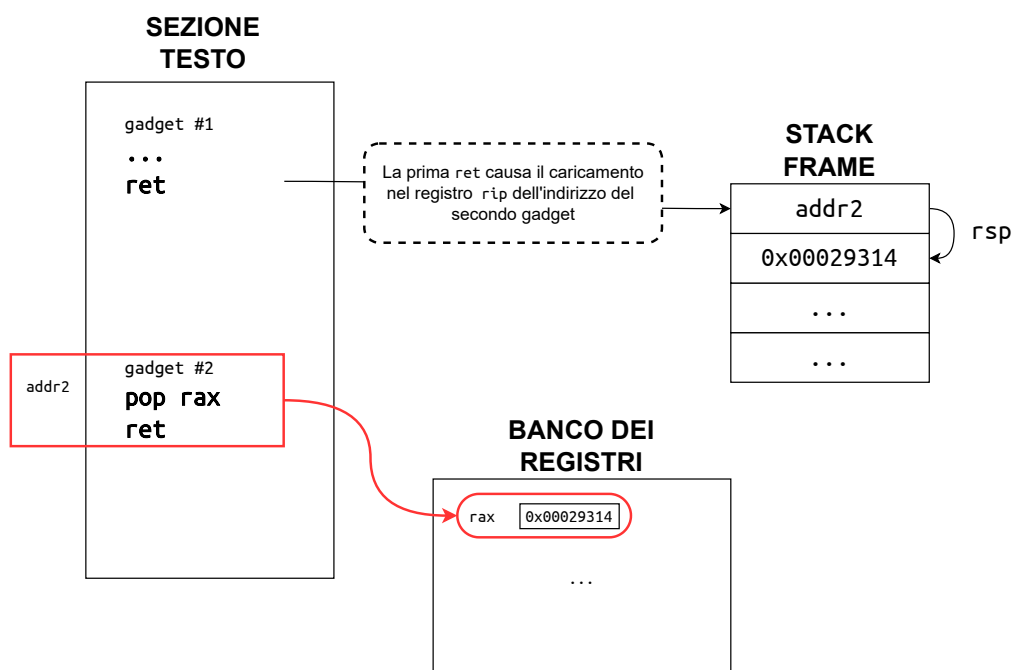 SEZIONE
TESTO
gadget #1
...
ret
La prima ret causa il caricamento
nel registro rip dell'indirizzo del
secondo gadget
STACK
FRAME
addr2
0x00029314
...
...
rsp
addr2
gadget #2
pop rax
ret
BANCO DEI
REGISTRI
rax 0x00029314
...